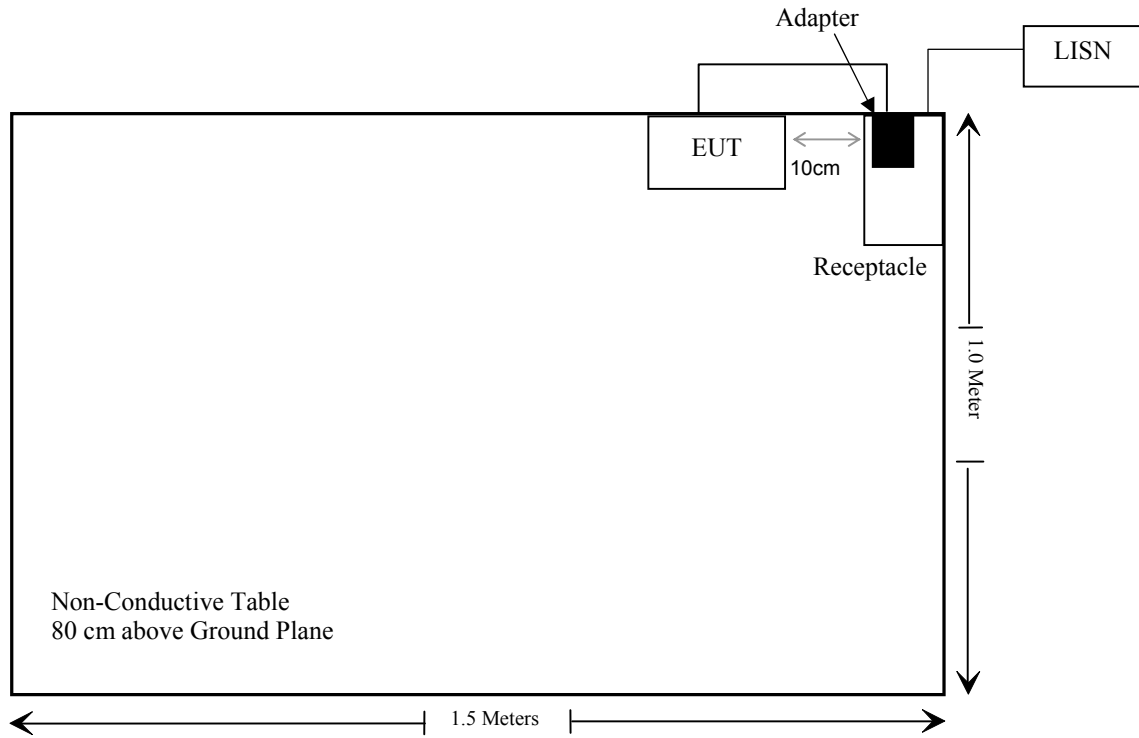 Adapter
LISN
EUT
10cm
Receptacle
1.0 Meter
Non-Conductive Table
80 cm above Ground Plane
1.5 Meters